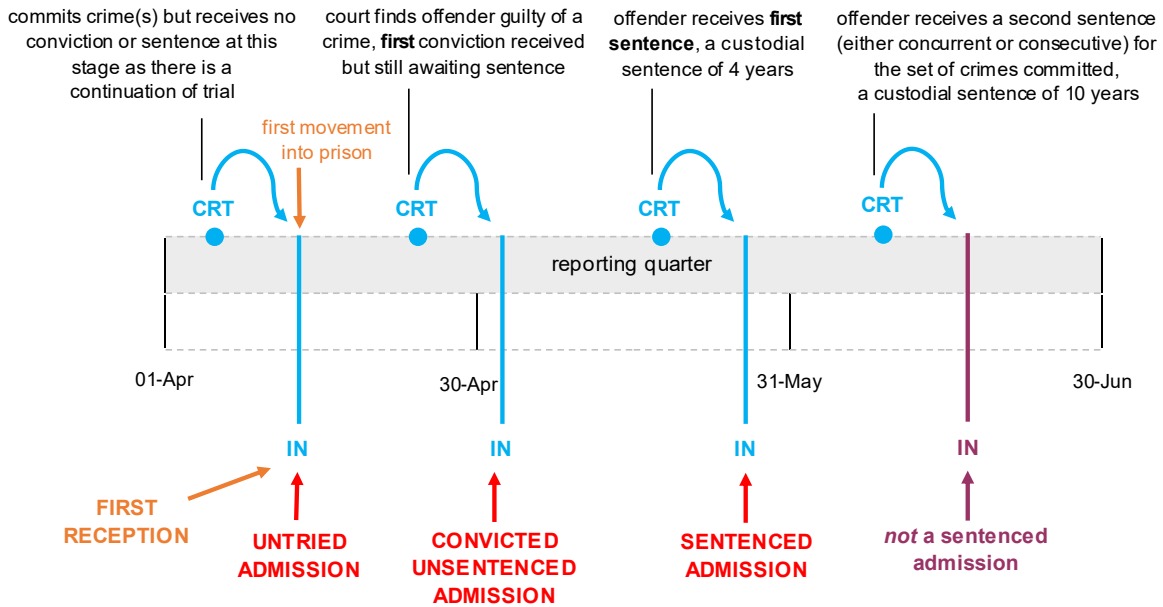 commits crime(s) but receives no
conviction or sentence at this
stage as there is a
continuation of trial
court finds offender guilty of a
crime, first conviction received
but still awaiting sentence
offender receives first
sentence, a custodial
sentence of 4 years
offender receives a second sentence
(either concurrent or consecutive) for
the set of crimes committed,
a custodial sentence of 10 years
first movement
into prison
CRT
CRT
CRT
CRT
reporting quarter
01-Apr
30-Apr
31-May
30-Jun
IN
IN
IN
IN
FIRST
RECEPTION
UNTRIED
ADMISSION
CONVICTED
UNSENTENCED
ADMISSION
SENTENCED
ADMISSION
not a sentenced
admission